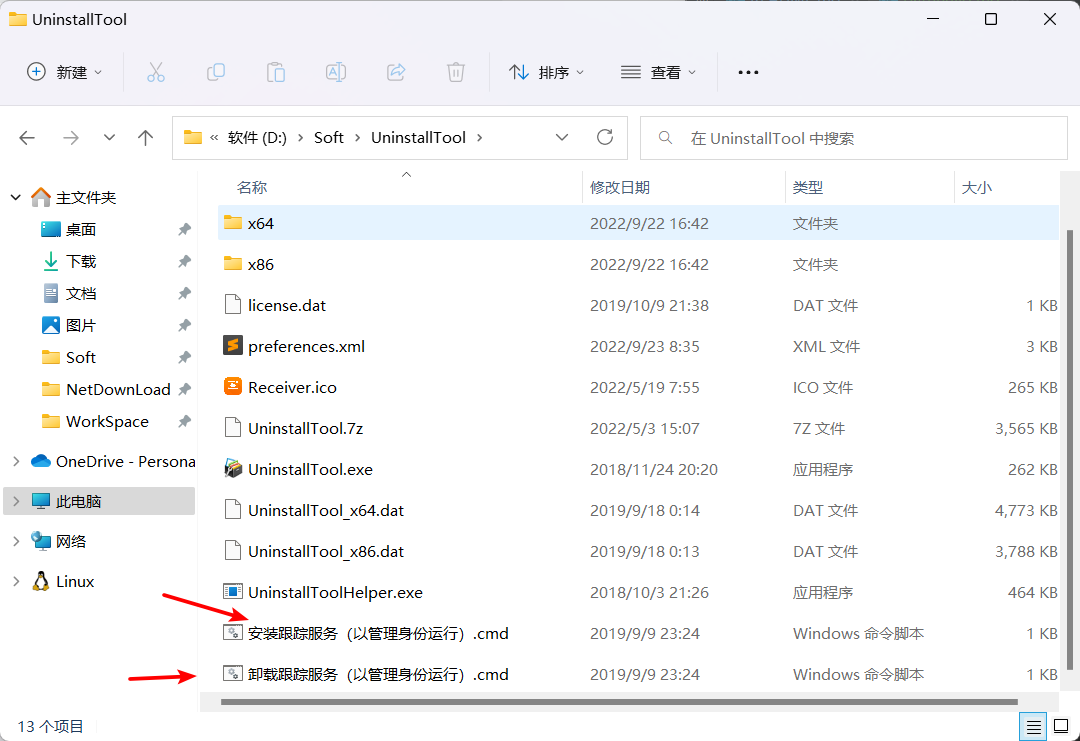 UninstallTool
新建 排序 查看
« 软件 (D:) › Soft › UninstallTool › 在 UninstallTool 中搜索
名称 修改日期 类型 大小
主文件夹
桌面
下载
文档
图片
Soft
NetDownLoad
WorkSpace
OneDrive - Persona
此电脑
网络
Linux
x64 2022/9/22 16:42 文件夹
x86 2022/9/22 16:42 文件夹
license.dat 2019/10/9 21:38 DAT 文件 1 KB
preferences.xml 2022/9/23 8:35 XML 文件 3 KB
Receiver.ico 2022/5/19 7:55 ICO 文件 265 KB
UninstallTool.7z 2022/5/3 15:07 7Z 文件 3,565 KB
UninstallTool.exe 2018/11/24 20:20 应用程序 262 KB
UninstallTool_x64.dat 2019/9/18 0:14 DAT 文件 4,773 KB
UninstallTool_x86.dat 2019/9/18 0:13 DAT 文件 3,788 KB
UninstallToolHelper.exe 2018/10/3 21:26 应用程序 464 KB
安装跟踪服务（以管理身份运行）.cmd 2019/9/9 23:24 Windows 命令脚本 1 KB
卸载跟踪服务（以管理身份运行）.cmd 2019/9/9 23:24 Windows 命令脚本 1 KB
13 个项目